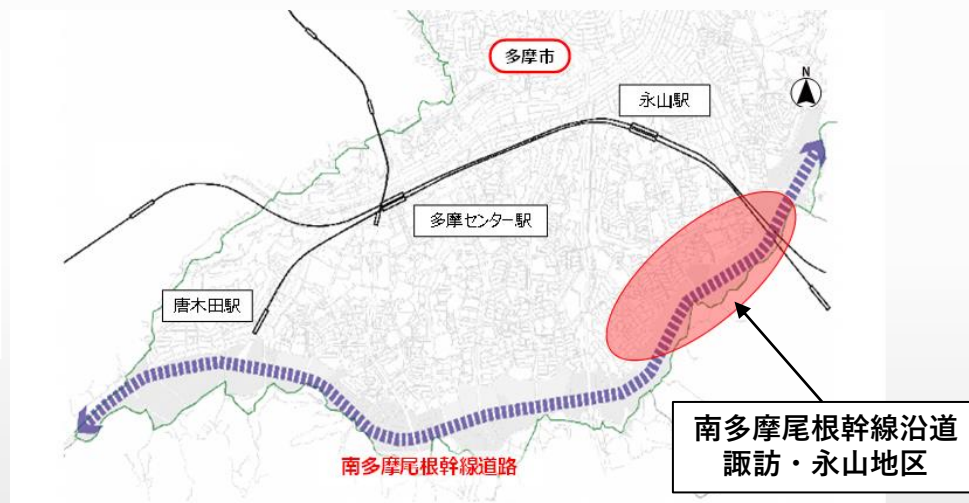 多摩市
N
永山駅
多摩センター駅
唐木田駅
南多摩尾根幹線道路
南多摩尾根幹線沿道
諏訪・永山地区